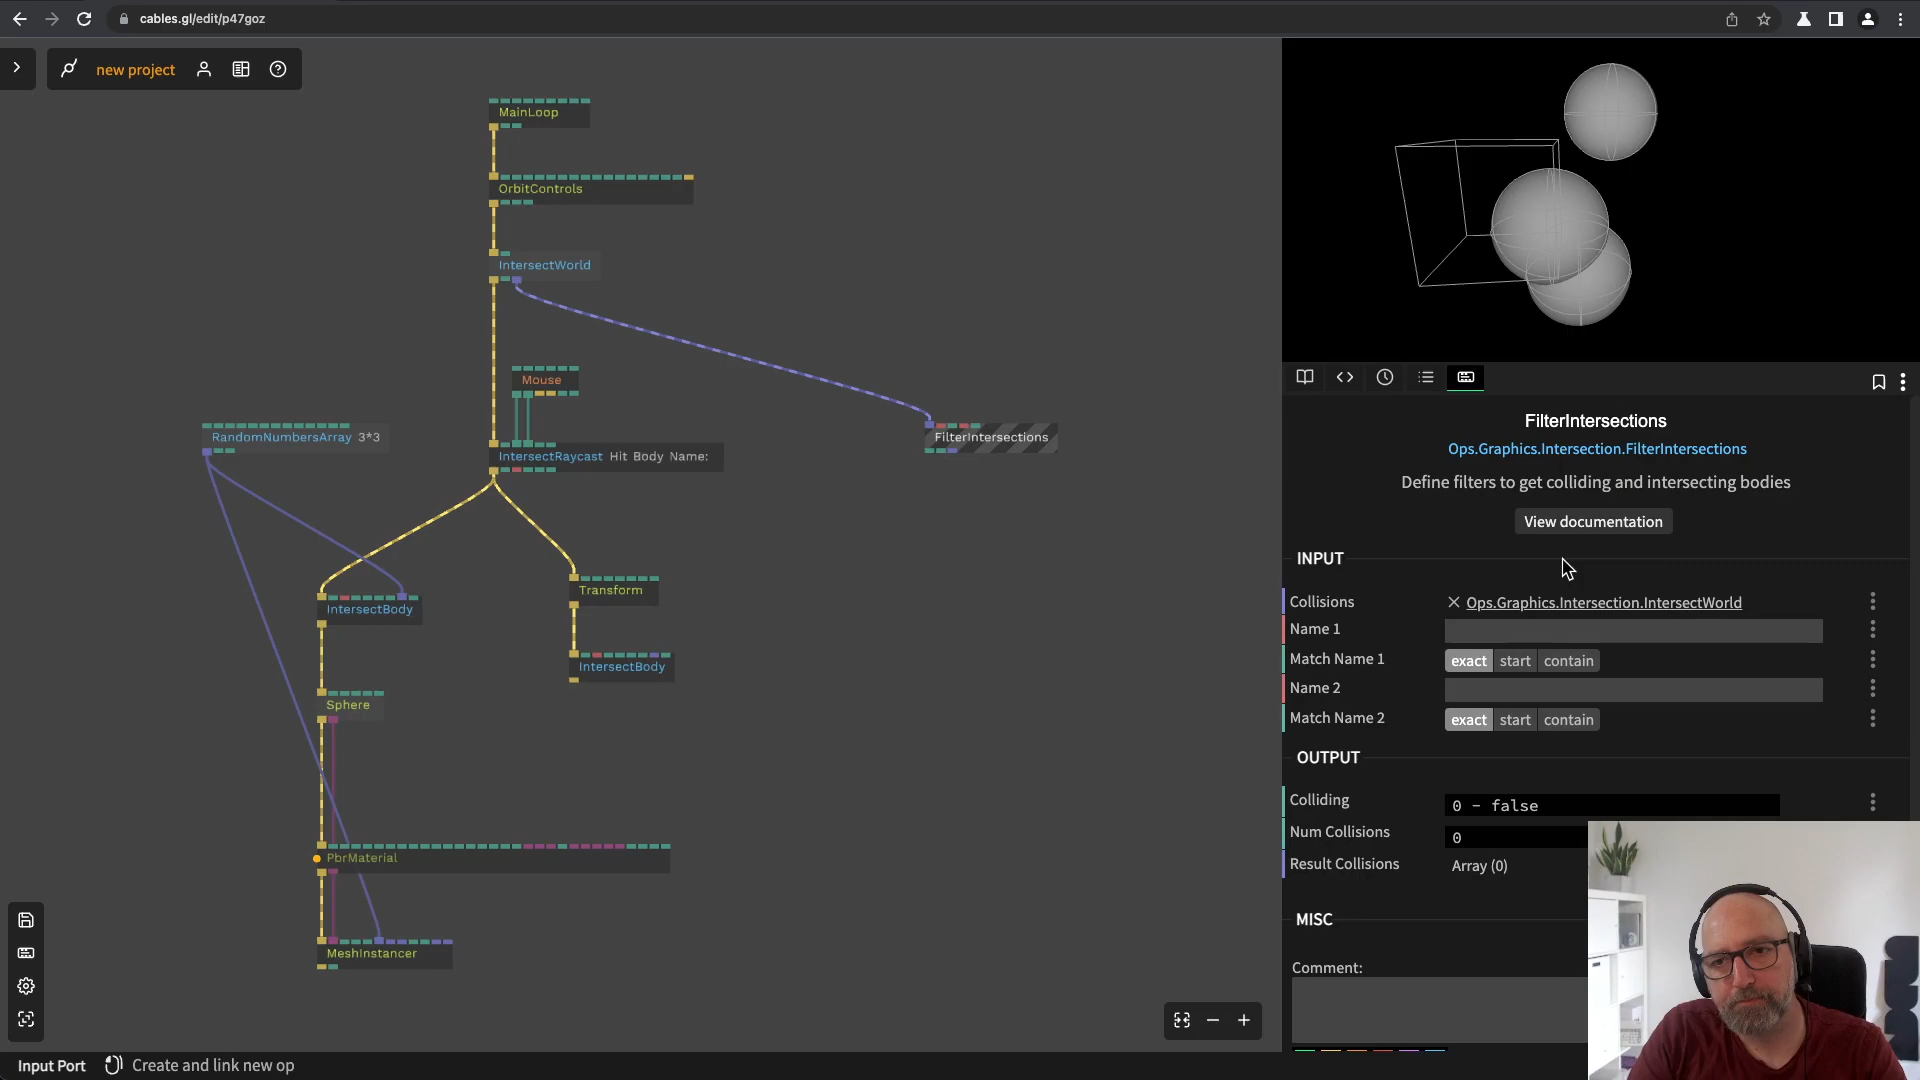 cables.gl/edit/p47goz
new project
MainLoop
OrbitControls
IntersectWorld
Mouse
RandomNumbersArray 3*3
FilterIntersections
IntersectRaycast Hit Body Name:
Transform
IntersectBody
IntersectBody
Sphere
PbrMaterial
MeshInstancer
FilterIntersections
Ops.Graphics.Intersection.FilterIntersections
Define filters to get colliding and intersecting bodies
View documentation
INPUT
Collisions Ops.Graphics.Intersection.IntersectWorld
Name 1
Match Name 1 exact start contain
Name 2
Match Name 2 exact start contain
OUTPUT
Colliding 0 - false
Num Collisions 0
Result Collisions Array (0)
MISC
Comment:
Input Port Create and link new op